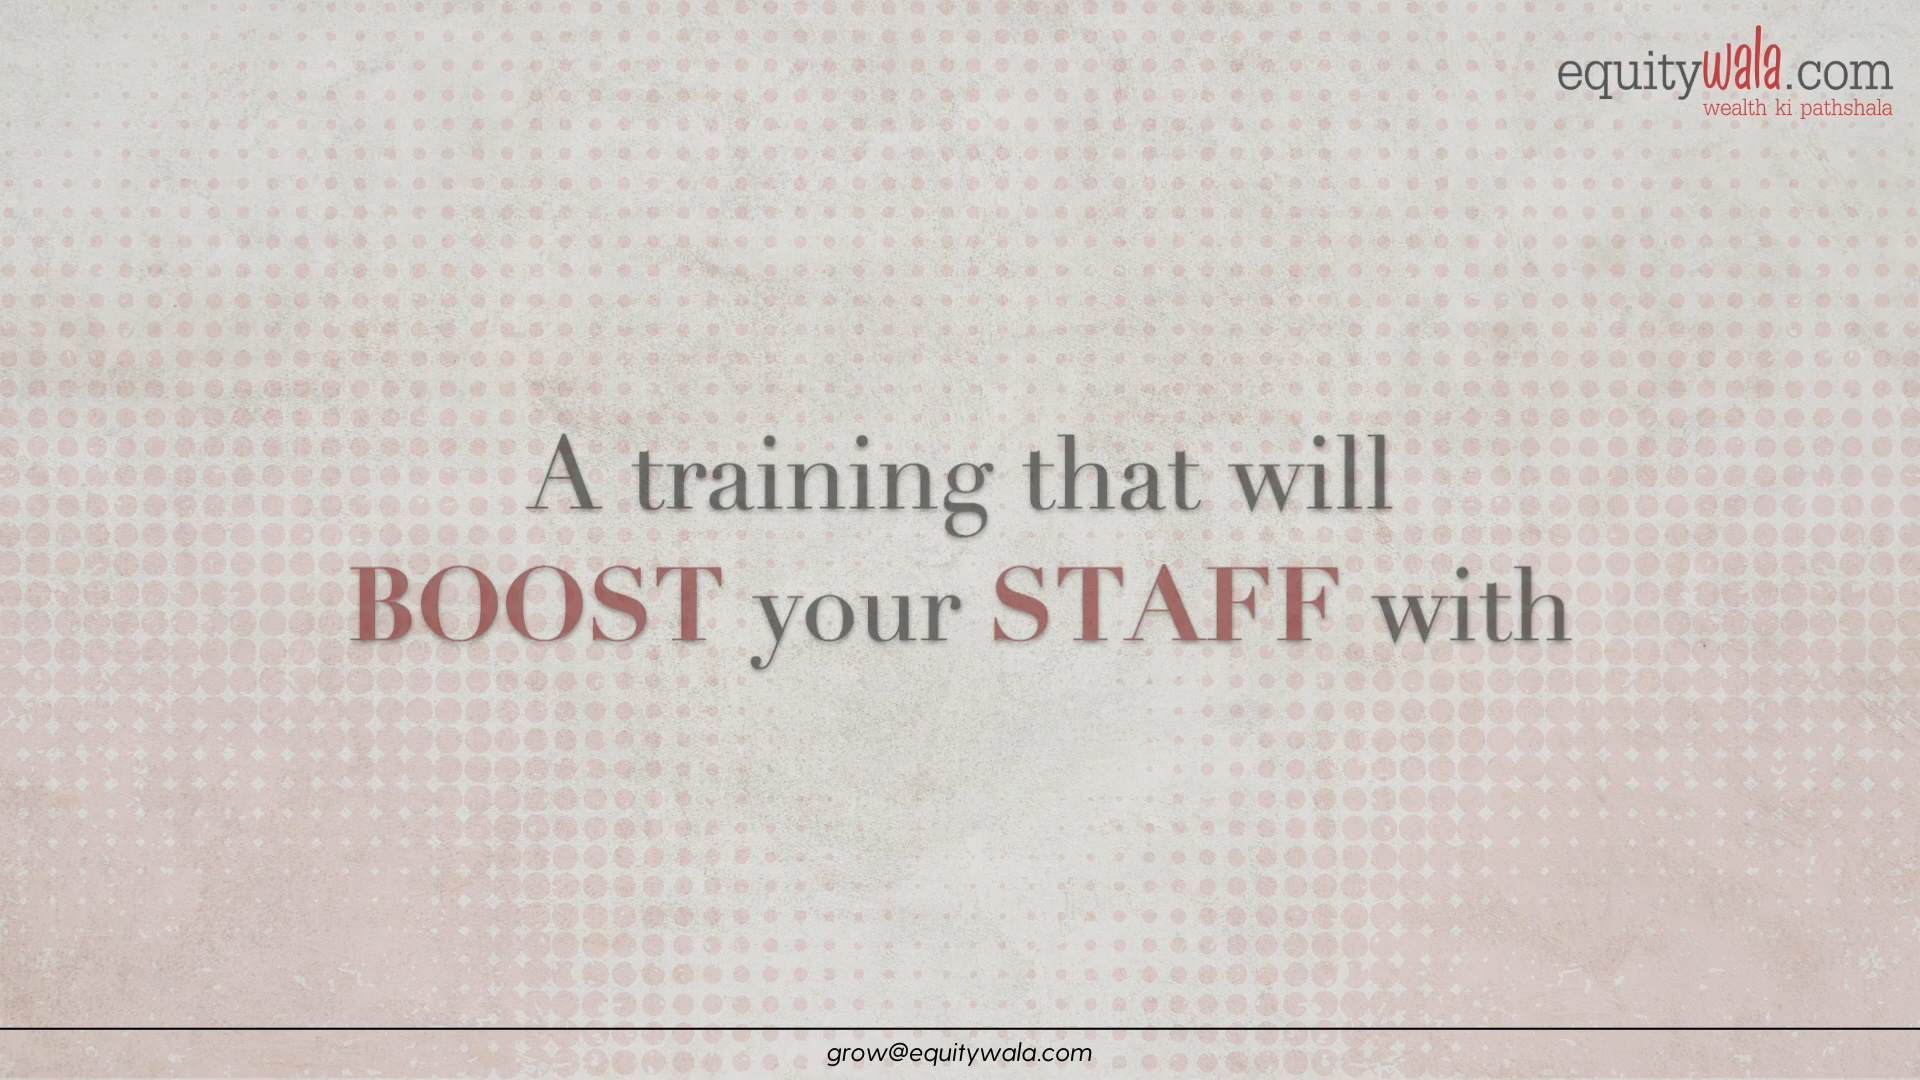 equitywala.com
wealth ki pathshala
A training that will
BOOST your STAFF with
grow@equitywala.com